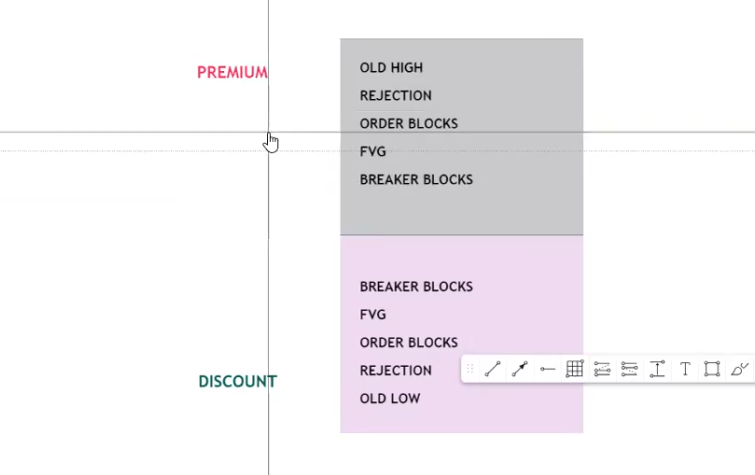 PREMIUM
OLD HIGH
REJECTION
ORDER BLOCKS
FVG
BREAKER BLOCKS
BREAKER BLOCKS
FVG
ORDER BLOCKS
REJECTION
OLD LOW
DISCOUNT
T